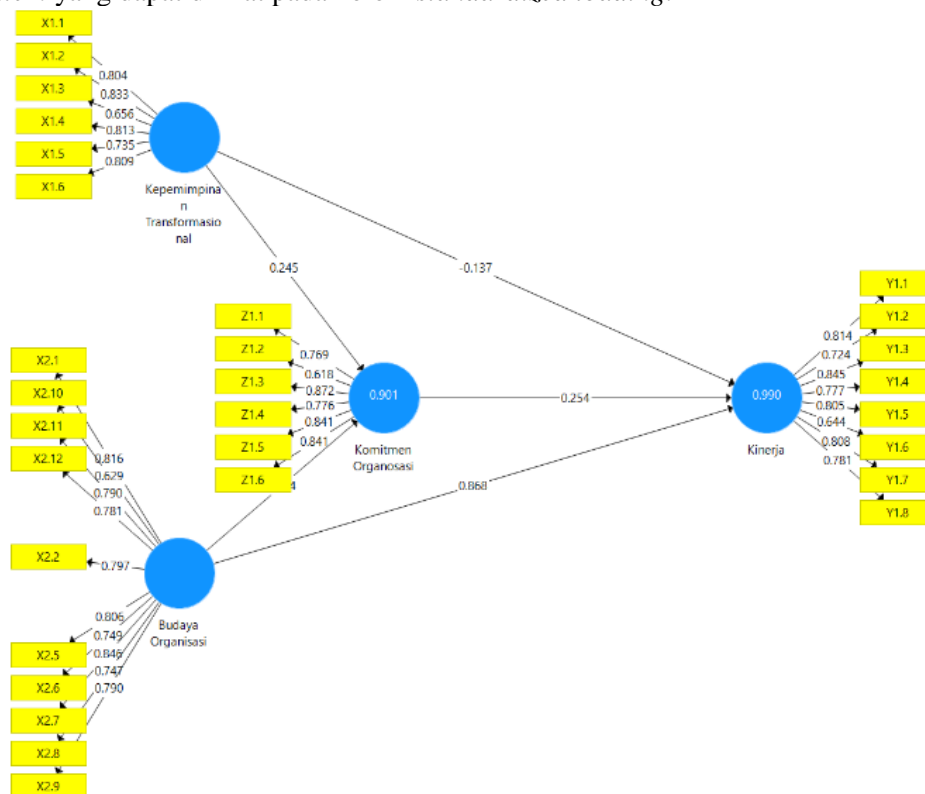 yang dapat
pada
X1.1
X1.2
X1.3
X1.4
X1.5
X1.6
0.804
0.833
0.656
0.813
0.735
0.809
Kepemimpina
n
Transformasio
nal
0.245
-0.137
Z1.1
Z1.2
Z1.3
Z1.4
Z1.5
Z1.6
0.769
0.618
0.872
0.776
0.841
0.841
0.901
Komitmen
Organosasi
0.254
4
0.868
X2.1
X2.10
X2.11
X2.12
X2.2
X2.5
X2.6
X2.7
X2.8
X2.9
0.816
0.629
0.790
0.781
0.797
0.806
0.749
0.846
0.747
0.790
Budaya
Organisasi
0.990
Kinerja
0.814
0.724
0.845
0.777
0.805
0.644
0.808
0.781
Y1.1
Y1.2
Y1.3
Y1.4
Y1.5
Y1.6
Y1.7
Y1.8